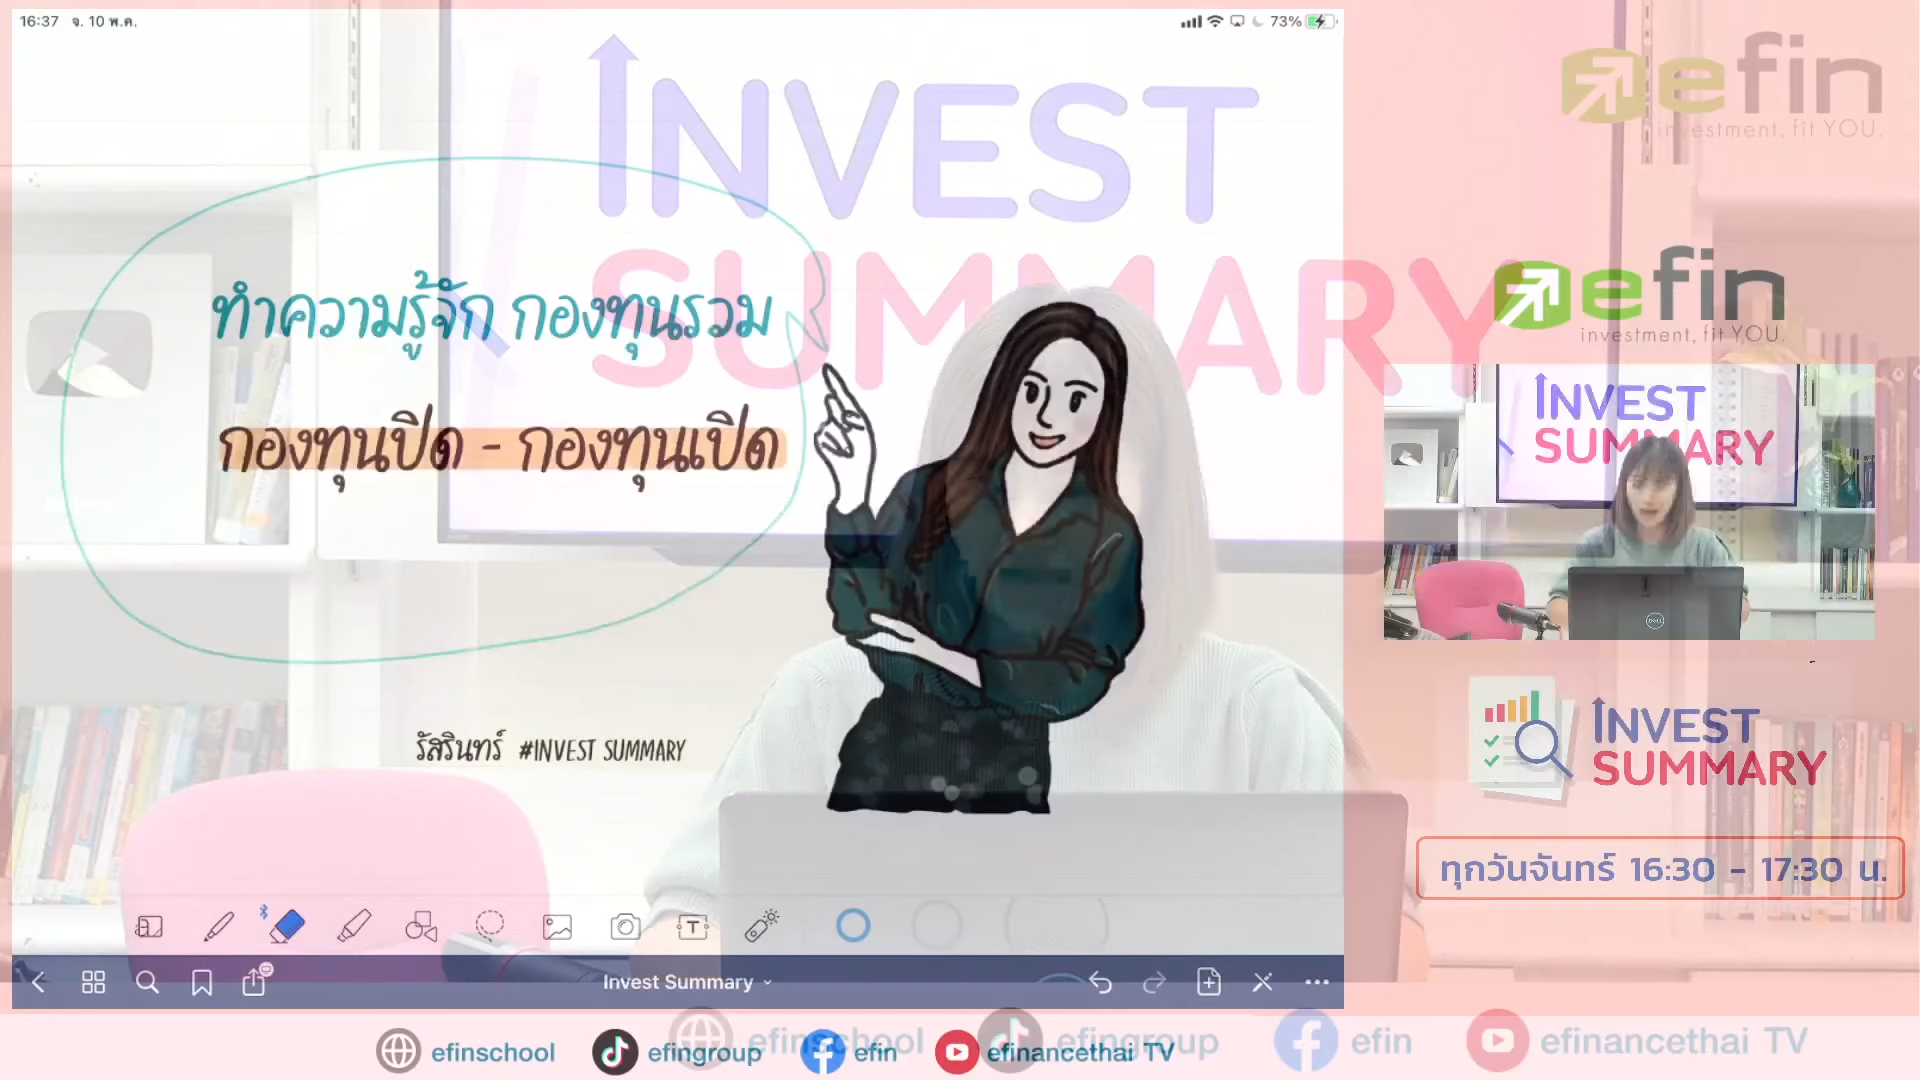 16:37 จ. 10 พ.ค.
73%
INVEST
SUMMARY
efin
investment, fit YOU.
ทำความรู้จัก กองทุนรวม
กองทุนปิด - กองทุนเปิด
รัสรินทร์ #INVEST SUMMARY
efin
investment, fit YOU.
INVEST
SUMMARY
DELL
INVEST
SUMMARY
ทุกวันจันทร์ 16:30 - 17:30 น.
T
Invest Summary
efinschool efingroup efin efinancethai TV
efinschool efingroup efin efinancethai TV